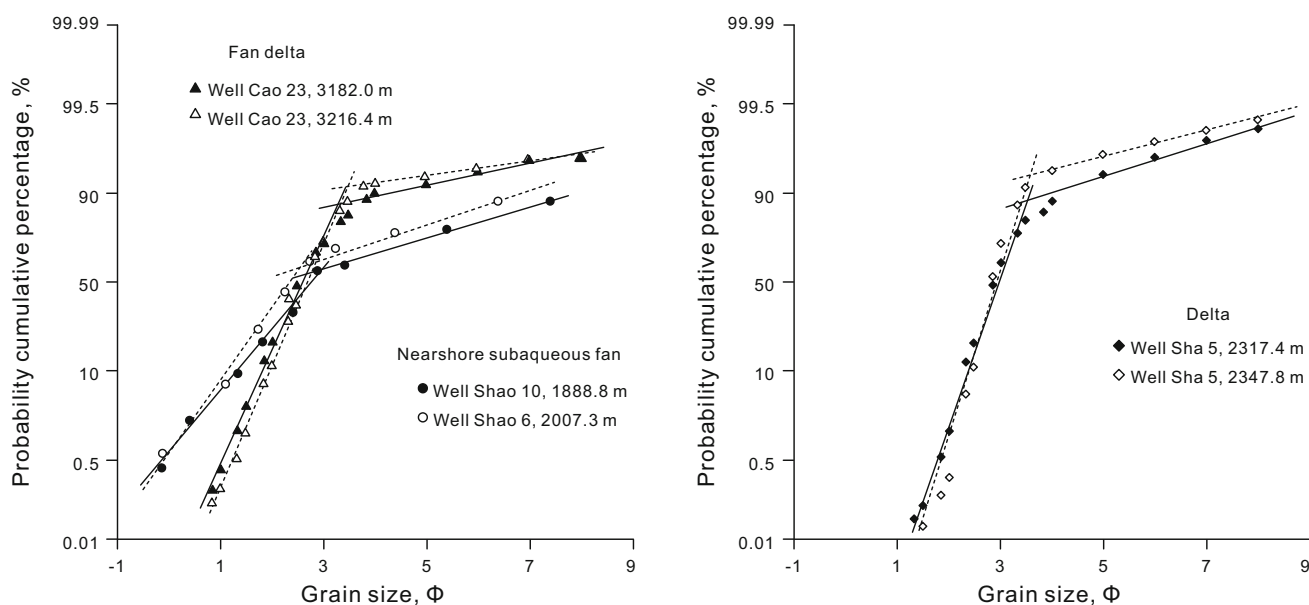 Probability cumulative percentage, %
99.99
99.5
90
50
10
0.5
0.01
-1
1
3
5
7
9
Grain size, Φ
Fan delta
Well Cao 23, 3182.0 m
Well Cao 23, 3216.4 m
Nearshore subaqueous fan
Well Shao 10, 1888.8 m
Well Shao 6, 2007.3 m
Probability cumulative percentage, %
99.99
99.5
90
50
10
0.5
0.01
-1
1
3
5
7
9
Grain size, Φ
Delta
Well Sha 5, 2317.4 m
Well Sha 5, 2347.8 m